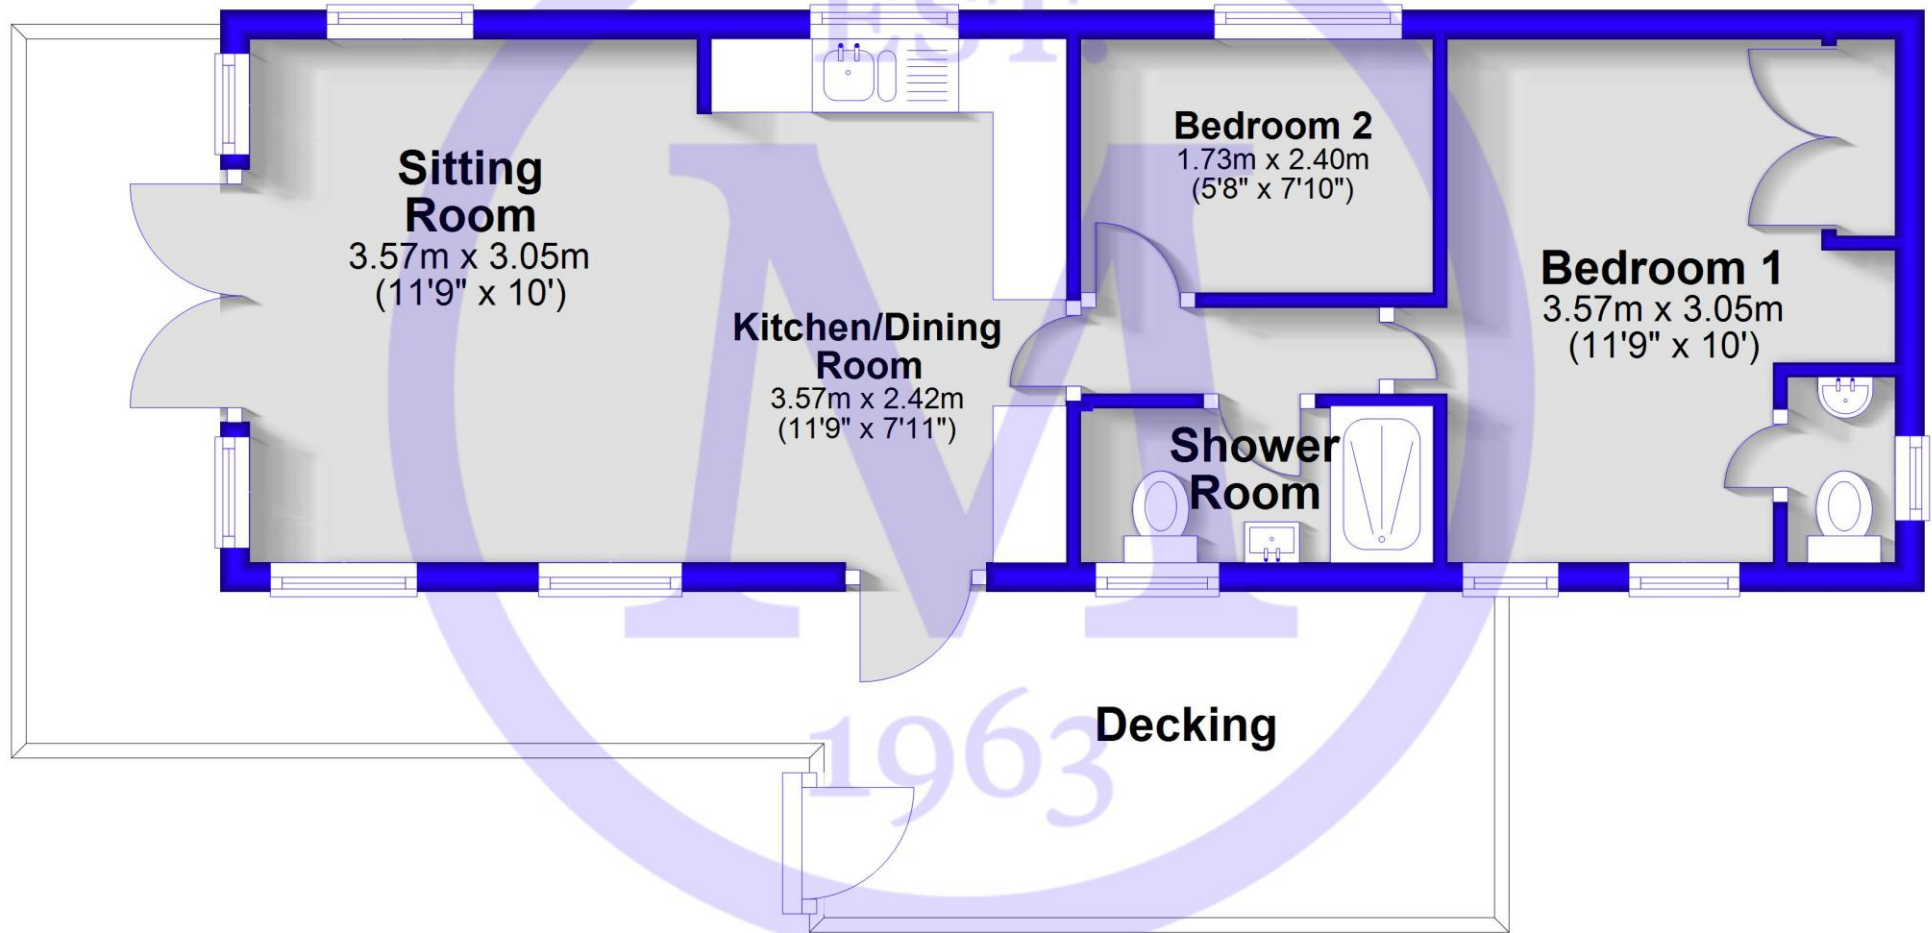 EST.
Sitting
Room
3.57m x 3.05m
(11'9" x 10')
Kitchen/Dining
Room
3.57m x 2.42m
(11'9" x 7'11")
Bedroom 2
1.73m x 2.40m
(5'8" x 7'10")
Bedroom 1
3.57m x 3.05m
(11'9" x 10')
Shower
Room
M
Decking
1963